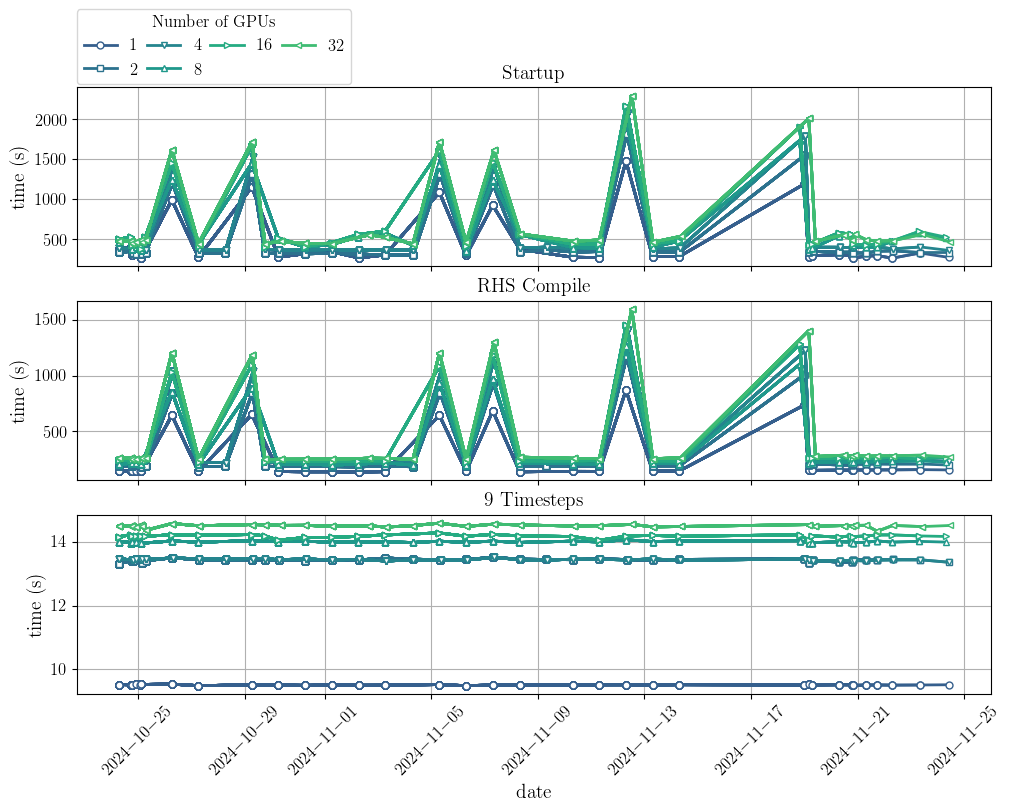 Number of GPUs
1 4 16 32
2 8
Startup
time (s)
2000
1500
1000
500
RHS Compile
time (s)
1500
1000
500
9 Timesteps
time (s)
14
12
10
2024-10-25
2024-10-29
2024-11-01
2024-11-05
2024-11-09
2024-11-13
2024-11-17
2024-11-21
2024-11-25
date